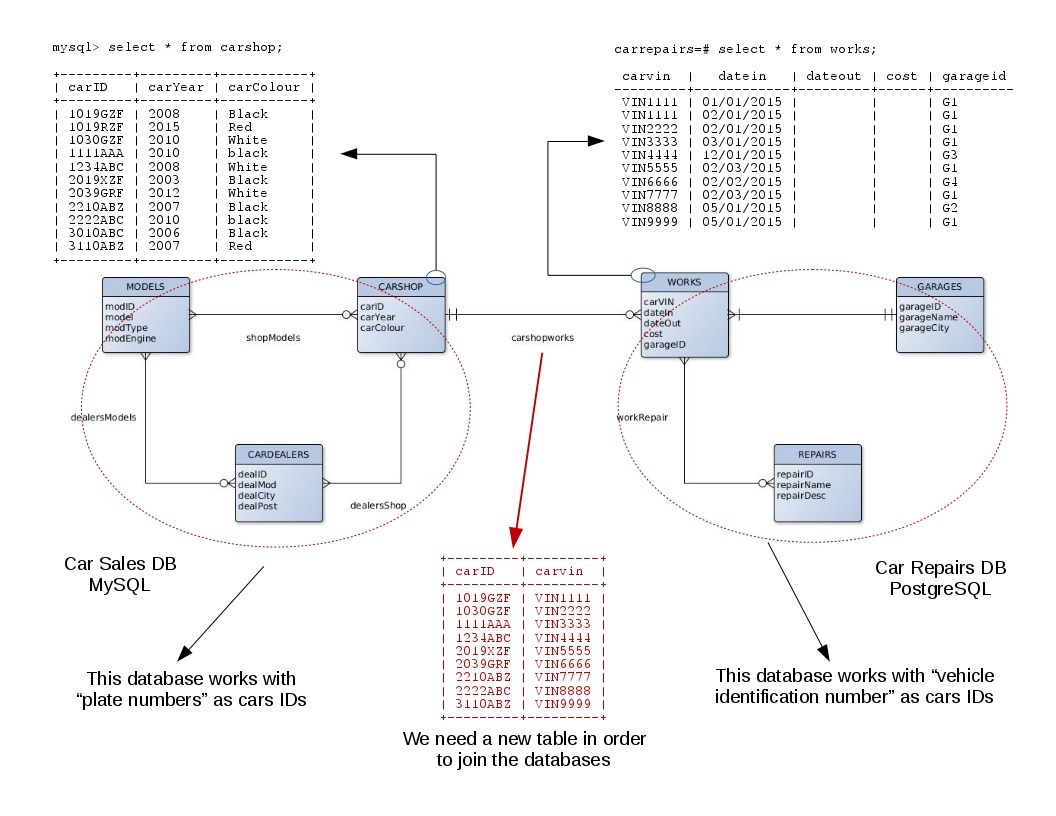 mysql> select * from carshop;
+----------+---------+-----------+
| carID | carYear | carColour |
+----------+---------+-----------+
| 1019GZF | 2008 | Black |
| 1019RZF | 2015 | Red |
| 1030GZF | 2010 | White |
| 1111AAA | 2010 | black |
| 1234ABC | 2008 | White |
| 2019XZF | 2003 | Black |
| 2039GRF | 2012 | White |
| 2210ABZ | 2007 | Black |
| 2222ABC | 2010 | black |
| 3010ABC | 2006 | Black |
| 3110ABZ | 2007 | Red |
+----------+---------+-----------+
carrepairs=# select * from works;
carvin | datein | dateout | cost | garageid
VIN1111 | 01/01/2015 | | | G1
VIN1111 | 02/01/2015 | | | G1
VIN2222 | 02/01/2015 | | | G1
VIN3333 | 03/01/2015 | | | G1
VIN4444 | 12/01/2015 | | | G3
VIN5555 | 02/03/2015 | | | G1
VIN6666 | 02/02/2015 | | | G4
VIN7777 | 03/02/2015 | | | G1
VIN8888 | 05/01/2015 | | | G2
VIN9999 | 05/01/2015 | | | G1
MODELS
modID
model
modType
modEngine
shopModels
CARSHOP
carID
carYear
carColour
carshopworks
WORKS
carVIN
dateIn
dateOut
cost
garageID
GARAGES
garageID
garageName
garageCity
dealersModels
CARDEALERS
dealID
dealMod
dealCity
dealPost
dealersShop
workRepair
REPAIRS
repairID
repairName
repairDesc
Car Sales DB
MySQL
Car Repairs DB
PostgreSQL
+---------+---------+
| carID | carvin |
+---------+---------+
| 1019GZF | VIN1111 |
| 1030GZF | VIN2222 |
| 1111AAA | VIN3333 |
| 1234ABC | VIN4444 |
| 2019XZF | VIN5555 |
| 2039GRF | VIN6666 |
| 2210ABZ | VIN7777 |
| 2222ABC | VIN8888 |
| 3110ABZ | VIN9999 |
+---------+---------+
This database works with
“plate numbers” as cars IDs
This database works with “vehicle
identification number” as cars IDs
We need a new table in order
to join the databases